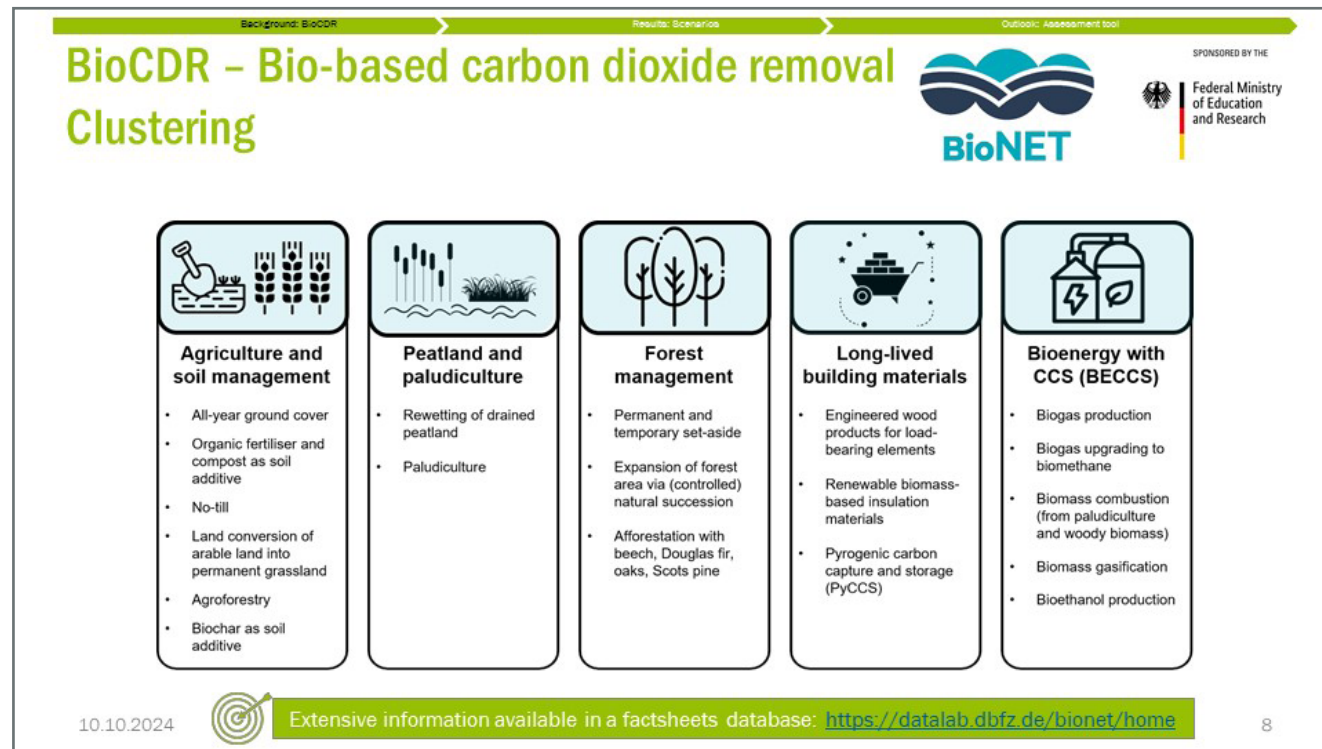 Background: BioCDR
Results: Scenarios
Outlook: Assessment tool
BioCDR – Bio-based carbon dioxide removal
Clustering
BioNET
SPONSORED BY THE
Federal Ministry
of Education
and Research
Agriculture and
soil management
• All-year ground cover
• Organic fertiliser and
compost as soil
additive
• No-till
• Land conversion of
arable land into
permanent grassland
• Agroforestry
• Biochar as soil
additive
Peatland and
paludiculture
• Rewetting of drained
peatland
• Paludiculture
Forest
management
• Permanent and
temporary set-aside
• Expansion of forest
area via (controlled)
natural succession
• Afforestation with
beech, Douglas fir,
oaks, Scots pine
Long-lived
building materials
• Engineered wood
products for load-
bearing elements
• Renewable biomass-
based insulation
materials
• Pyrogenic carbon
capture and storage
(PyCCS)
Bioenergy with
CCS (BECCS)
• Biogas production
• Biogas upgrading to
biomethane
• Biomass combustion
(from paludiculture
and woody biomass)
• Biomass gasification
• Bioethanol production
10.10.2024
Extensive information available in a factsheets database: https://datalab.dbfz.de/bionet/home
8